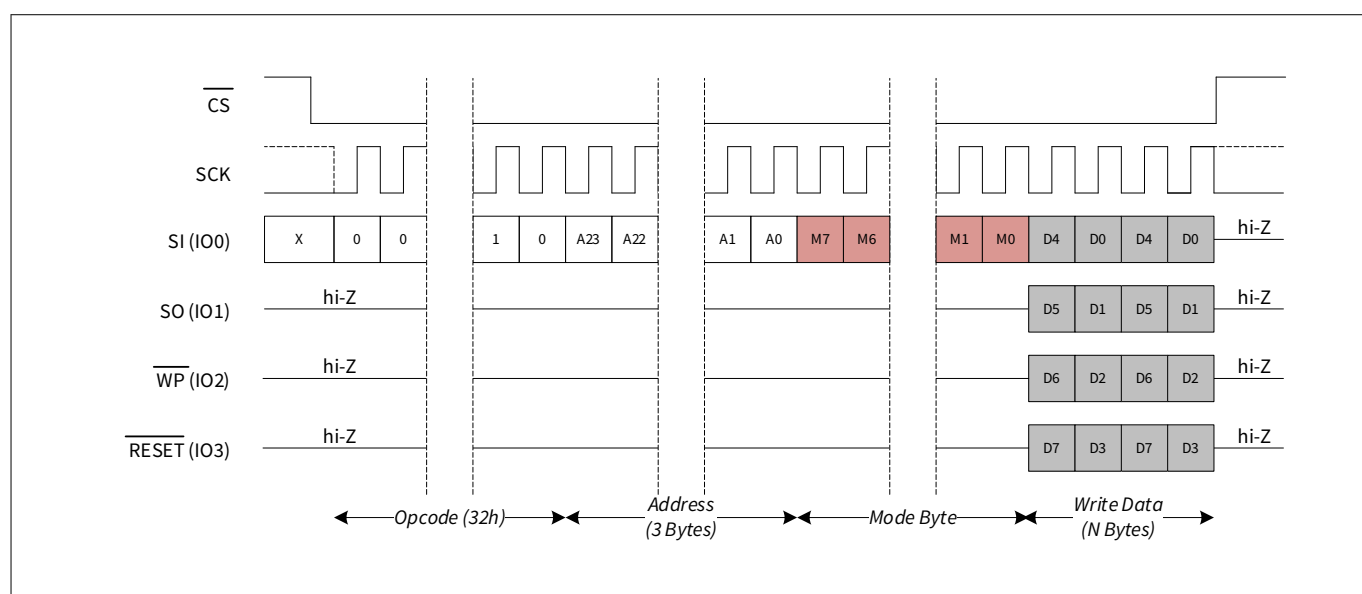 CS
SCK
SI (IO0) X 0 0 1 0 A23 A22 A1 A0 M7 M6 M1 M0 D4 D0 D4 D0 hi-Z
SO (IO1) hi-Z D5 D1 D5 D1 hi-Z
WP (IO2) hi-Z D6 D2 D6 D2 hi-Z
RESET (IO3) hi-Z D7 D3 D7 D3 hi-Z
Opcode (32h) Address (3 Bytes) Mode Byte Write Data (N Bytes)